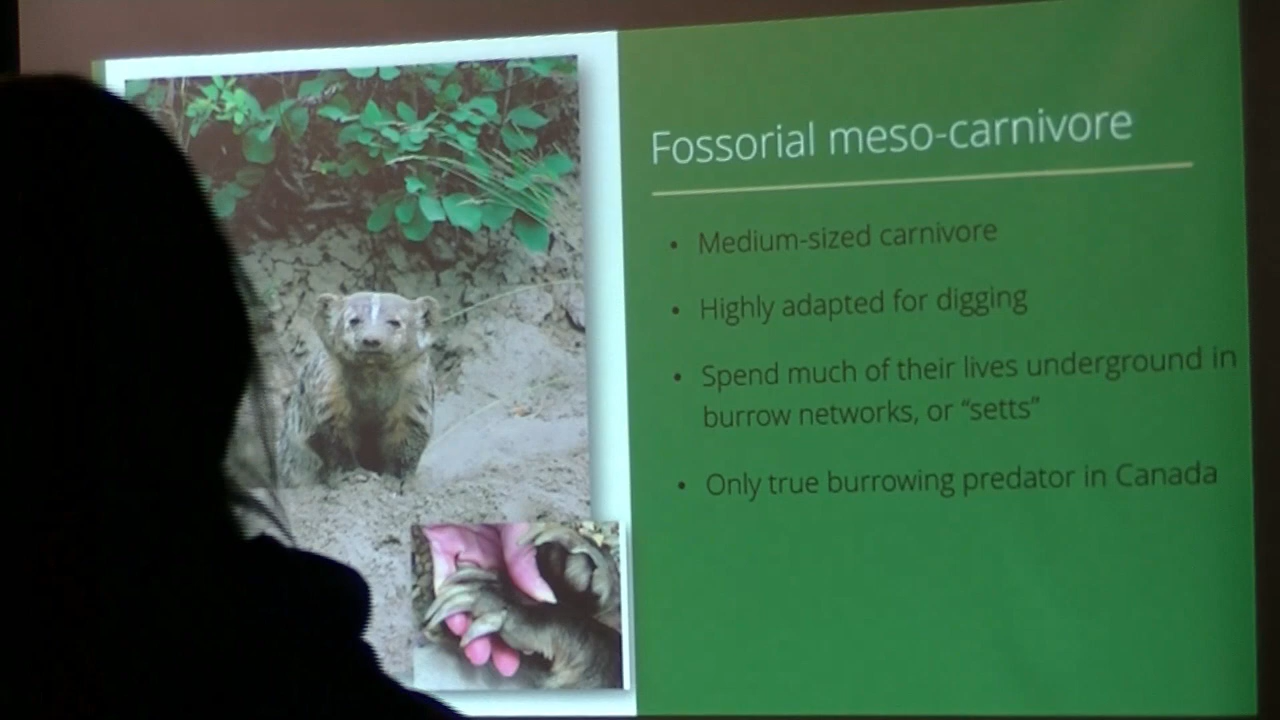 Fossorial meso-carnivore
• Medium-sized carnivore
• Highly adapted for digging
• Spend much of their lives underground in
burrow networks, or “setts”
• Only true burrowing predator in Canada